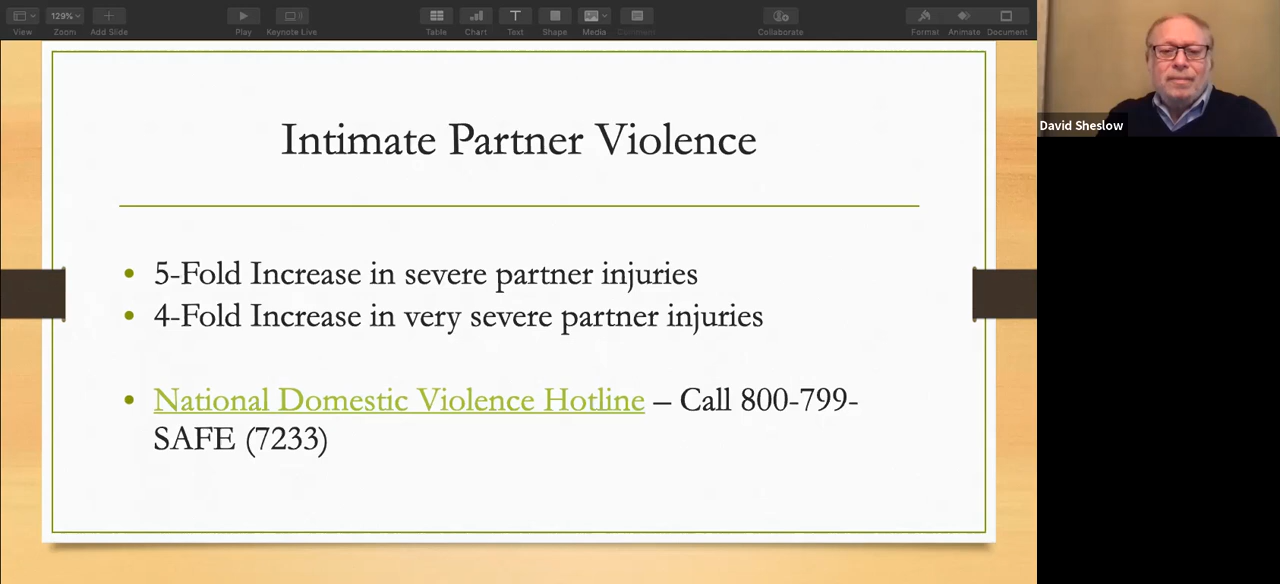 129%
View
Zoom
Add Slide
Play
Keynote Live
Table
Chart
Text
Shape
Media
Comment
Collaborate
Format
Animate
Document
David Sheslow
Intimate Partner Violence
• 5-Fold Increase in severe partner injuries
• 4-Fold Increase in very severe partner injuries
• National Domestic Violence Hotline – Call 800-799-
SAFE (7233)